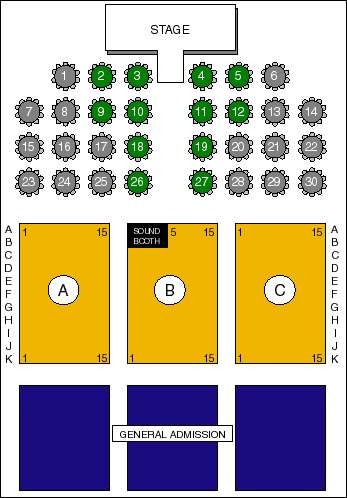 STAGE
1 2 3 4 5 6
7 8 9 10 11 12 13 14
15 16 17 18 19 20 21 22
23 24 25 26 27 28 29 30
A 1 15 SOUND 5 15 1 15 A
B BOOTH B
C C
D D
E E
F A B C F
G G
H H
I I
J J
K 1 15 1 15 1 15 K
GENERAL ADMISSION